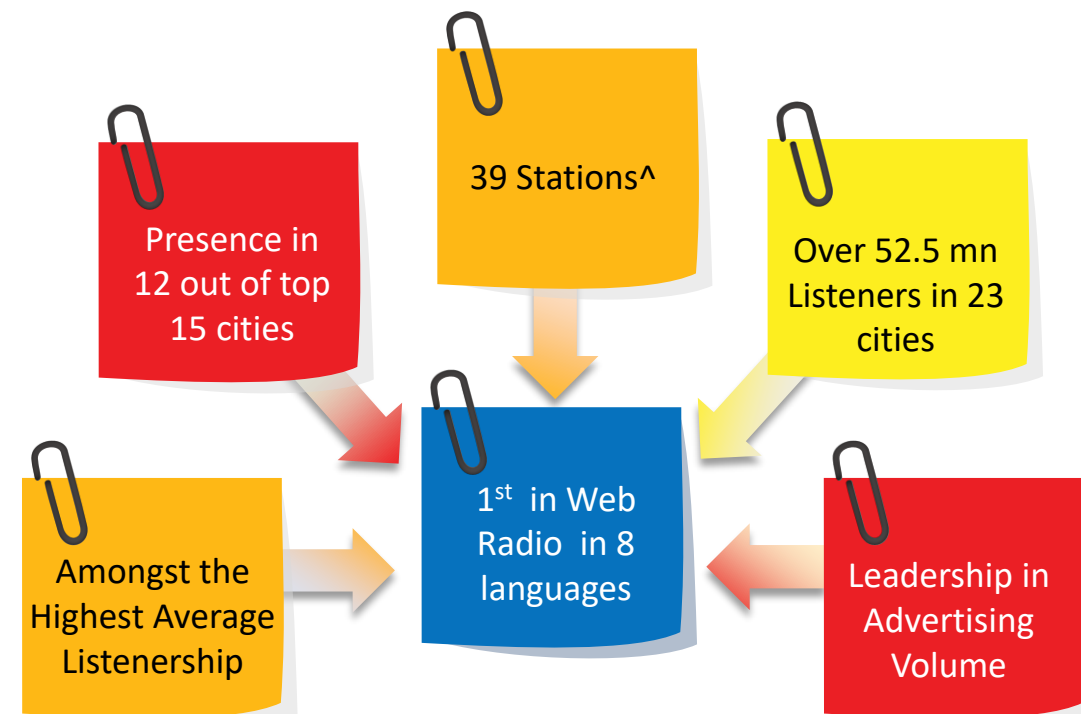 39 Stations^
Presence in
12 out of top
15 cities
Over 52.5 mn
Listeners in 23
cities
1st in Web
Radio in 8
languages
Amongst the
Highest Average
Listenership
Leadership in
Advertising
Volume